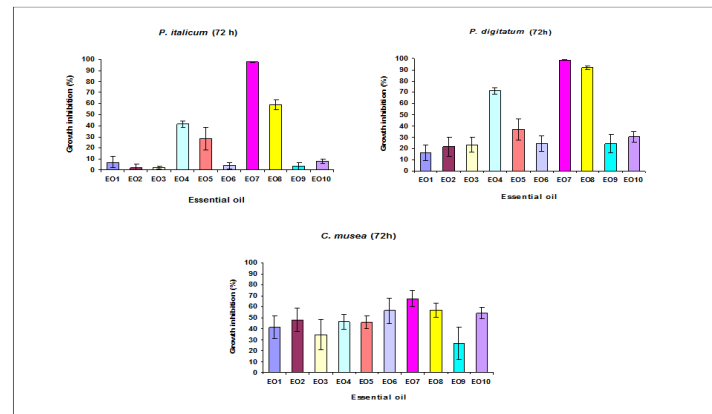 P. italicum (72 h)
Growth inhibition (%)
100
90
80
70
60
50
40
30
20
10
0
EO1 EO2 EO3 EO4 EO5 EO6 EO7 EO8 EO9 EO10
Essential oil
P. digitatum (72h)
Growth inhibition (%)
100
90
80
70
60
50
40
30
20
10
0
EO1 EO2 EO3 EO4 EO5 EO6 EO7 EO8 EO9 EO10
Essential oil
C. musea (72h)
Growth inhibition (%)
100
90
80
70
60
50
40
30
20
10
0
EO1 EO2 EO3 EO4 EO5 EO6 EO7 EO8 EO9 EO10
Essential oil